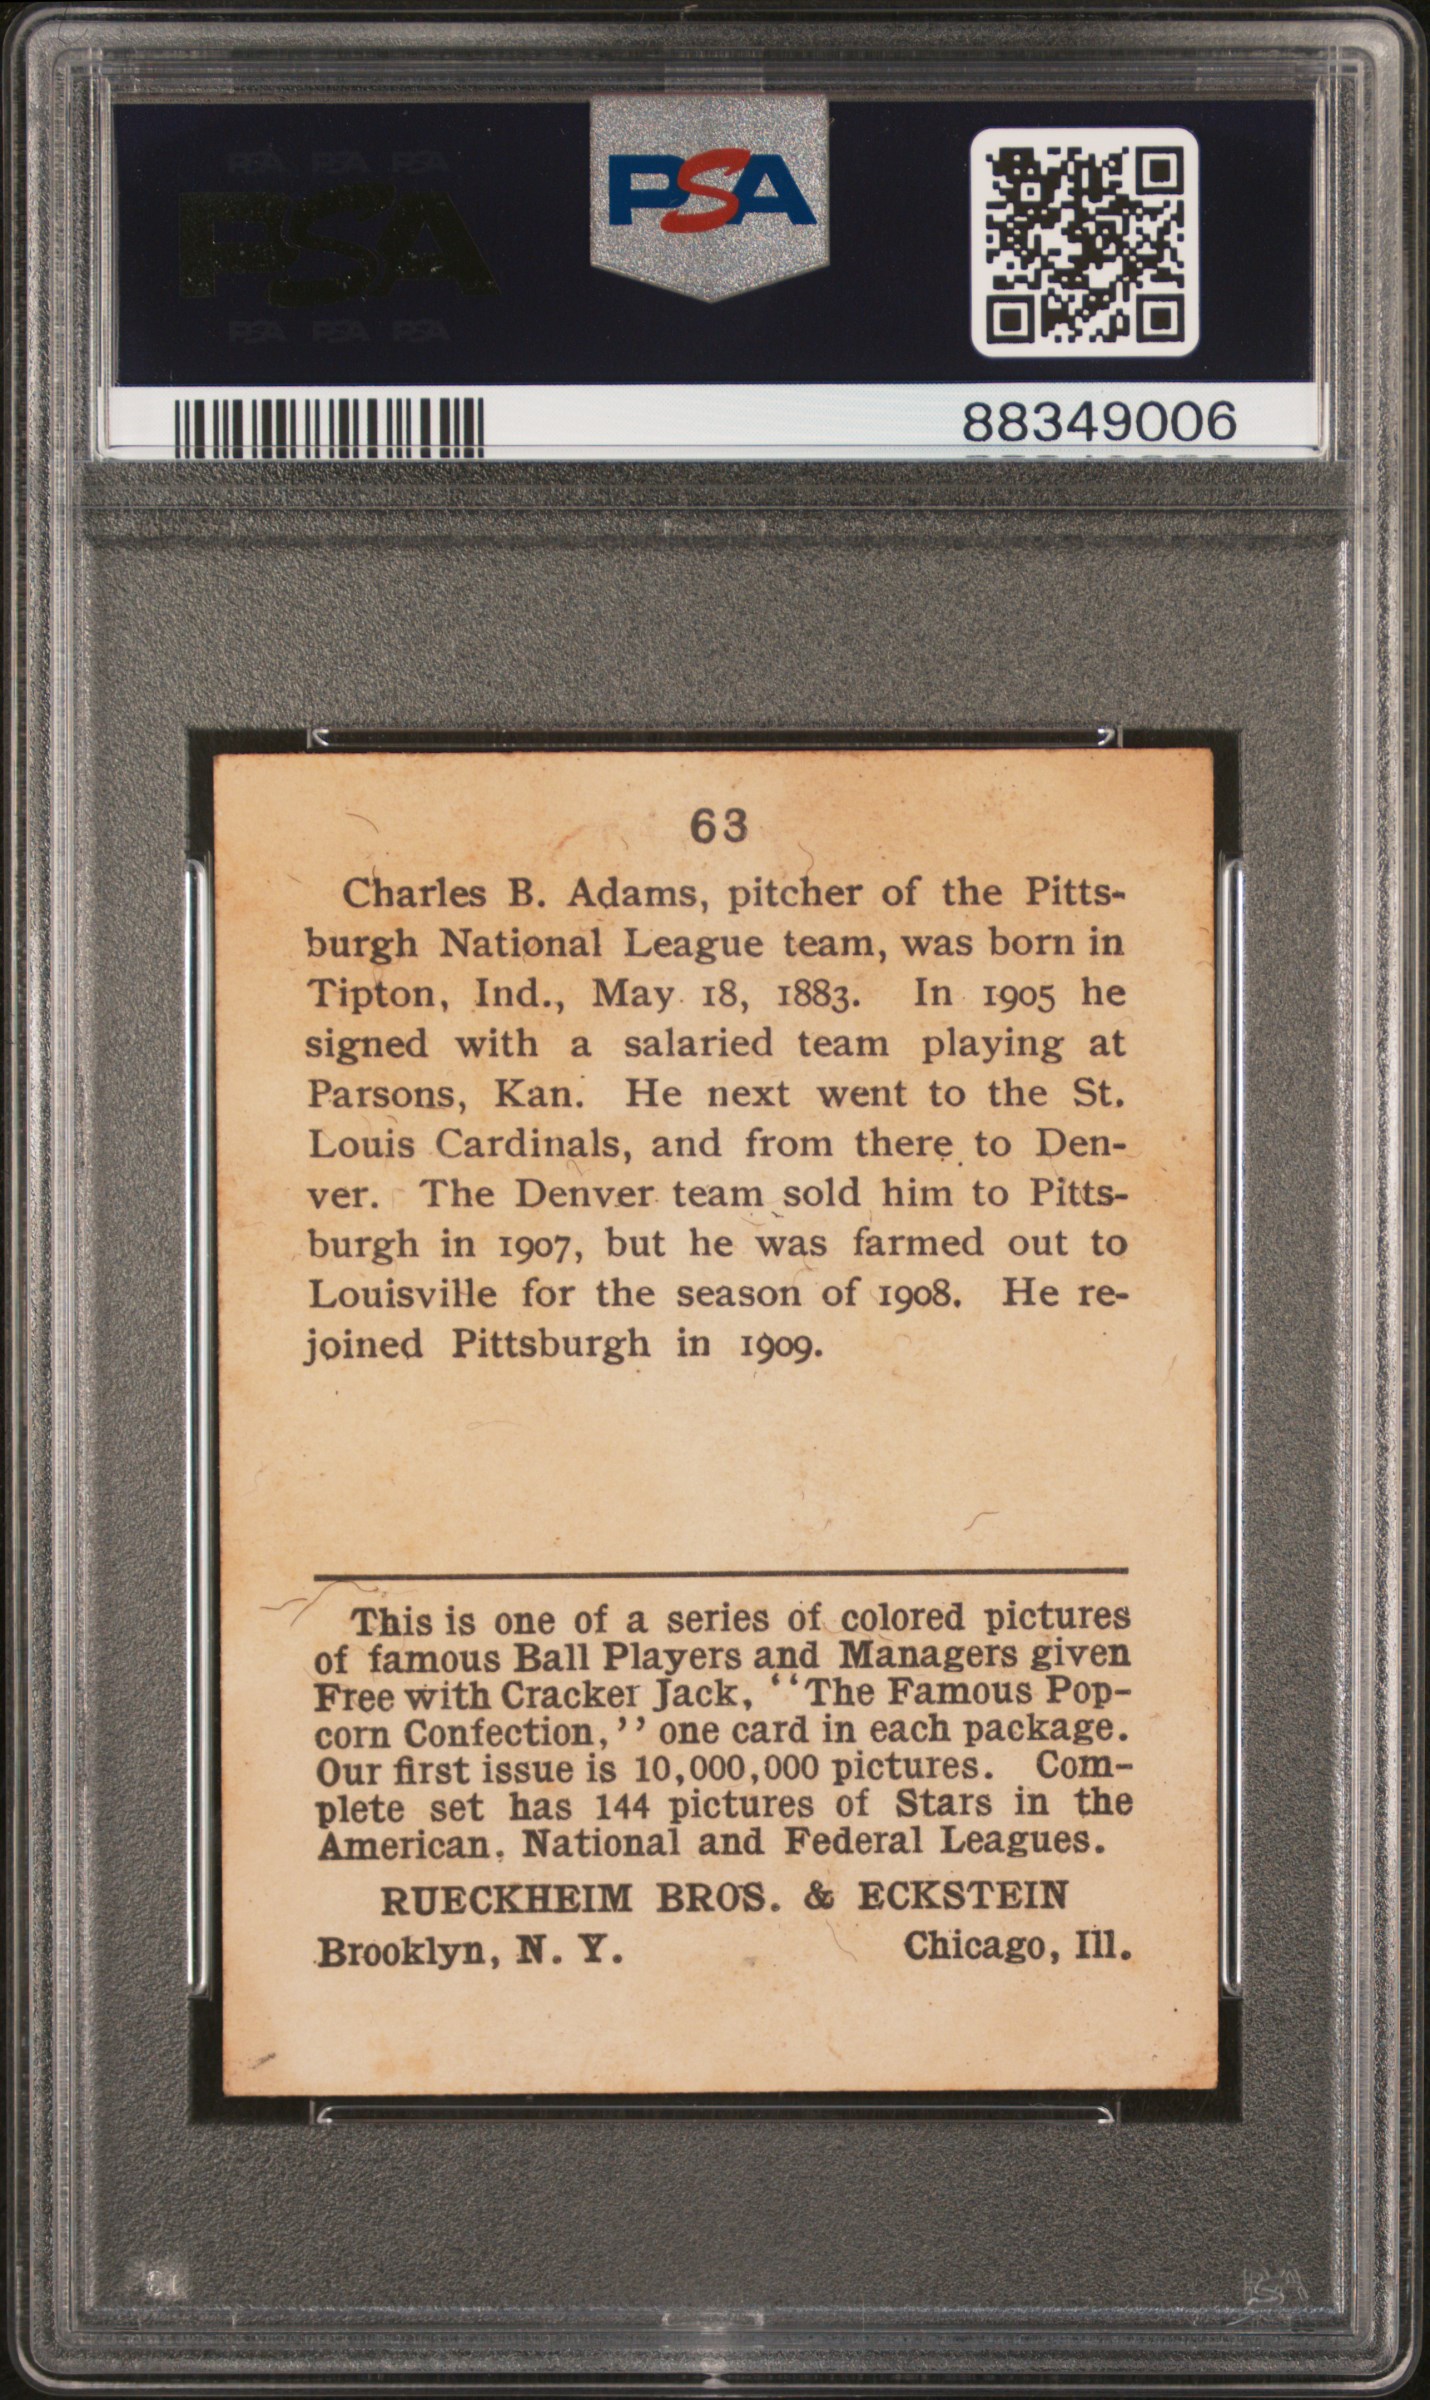 PSA PSA PSA
PSA
PSA PSA PSA
PSA
88349006
63
Charles B. Adams, pitcher of the Pitts-
burgh National League team, was born in
Tipton, Ind., May 18, 1883. In 1905 he
signed with a salaried team playing at
Parsons, Kan. He next went to the St.
Louis Cardinals, and from there to Den-
ver. The Denver team sold him to Pitts-
burgh in 1907, but he was farmed out to
Louisville for the season of 1908. He re-
joined Pittsburgh in 1909.
This is one of a series of colored pictures
of famous Ball Players and Managers given
Free with Cracker Jack, "The Famous Pop-
corn Confection," one card in each package.
Our first issue is 10,000,000 pictures. Com-
plete set has 144 pictures of Stars in the
American, National and Federal Leagues.
RUECKHEIM BROS. & ECKSTEIN
Brooklyn, N. Y. Chicago, Ill.
PSA